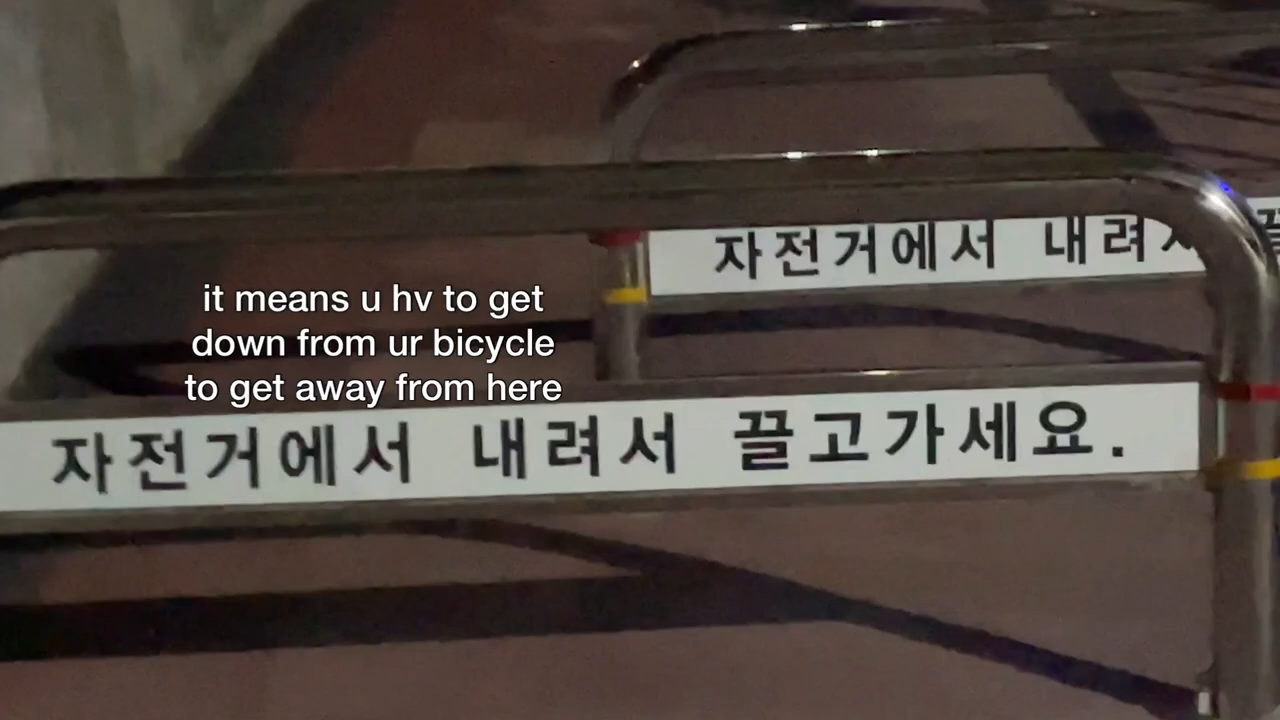 자전거에서 내려
it means u hv to get
down from ur bicycle
to get away from here
자전거에서 내려서 끌고가세요.